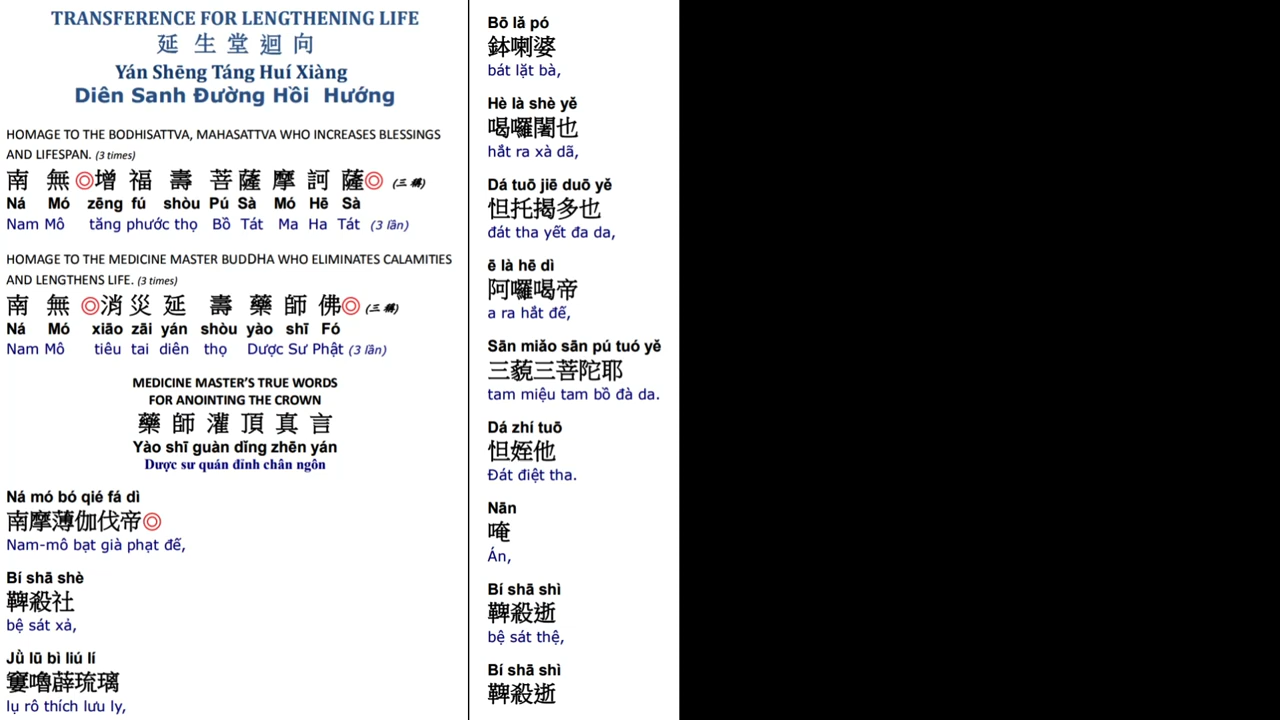 TRANSFERENCE FOR LENGTHENING LIFE
延 生 堂 迴 向
Yán Shēng Táng Huí Xiàng
Diên Sanh Đường Hồi Hướng
HOMAGE TO THE BODHISATTVA, MAHASATTVA WHO INCREASES BLESSINGS
AND LIFESPAN. (3 times)
南 無 ◎增 福 壽 菩 薩 摩 訶 薩◎ (三 稱)
Ná Mó zēng fú shòu Pú Sà Mó Hē Sà
Nam Mô tăng phước thọ Bồ Tát Ma Ha Tát (3 lần)
HOMAGE TO THE MEDICINE MASTER BUDDHA WHO ELIMINATES CALAMITIES
AND LENGTHENS LIFE. (3 times)
南 無 ◎消 災 延 壽 藥 師 佛◎ (三 稱)
Ná Mó xiāo zāi yán shòu yào shī Fó
Nam Mô tiêu tai diên thọ Dược Sư Phật (3 lần)
MEDICINE MASTER'S TRUE WORDS
FOR ANOINTING THE CROWN
藥 師 灌 頂 真 言
Yào shī guàn dǐng zhēn yán
Dược sư quán đỉnh chân ngôn
Ná mó bó qié fá dì
南摩薄伽伐帝◎
Nam-mô bạt già phạt đế,
Bí shā shè
鞞殺社
bệ sát xả,
Jǜ lū bì liú lí
窶嚕薜琉璃
lụ rô thích lưu ly,
Bō lǎ pó
鉢喇婆
bát lặt bà,
Hè là shè yě
喝囉闍也
hắt ra xà dã,
Dá tuō jiē duō yě
怛托揭多也
đát tha yết đa da,
ē là hē dì
阿囉喝帝
a ra hắt đế,
Sān miǎo sān pú tuó yě
三藐三菩陀耶
tam miệu tam bồ đà da.
Dá zhí tuō
怛姪他
Đát điệt tha.
Nān
唵
Án,
Bí shā shì
鞞殺逝
bệ sát thệ,
Bí shā shì
鞞殺逝